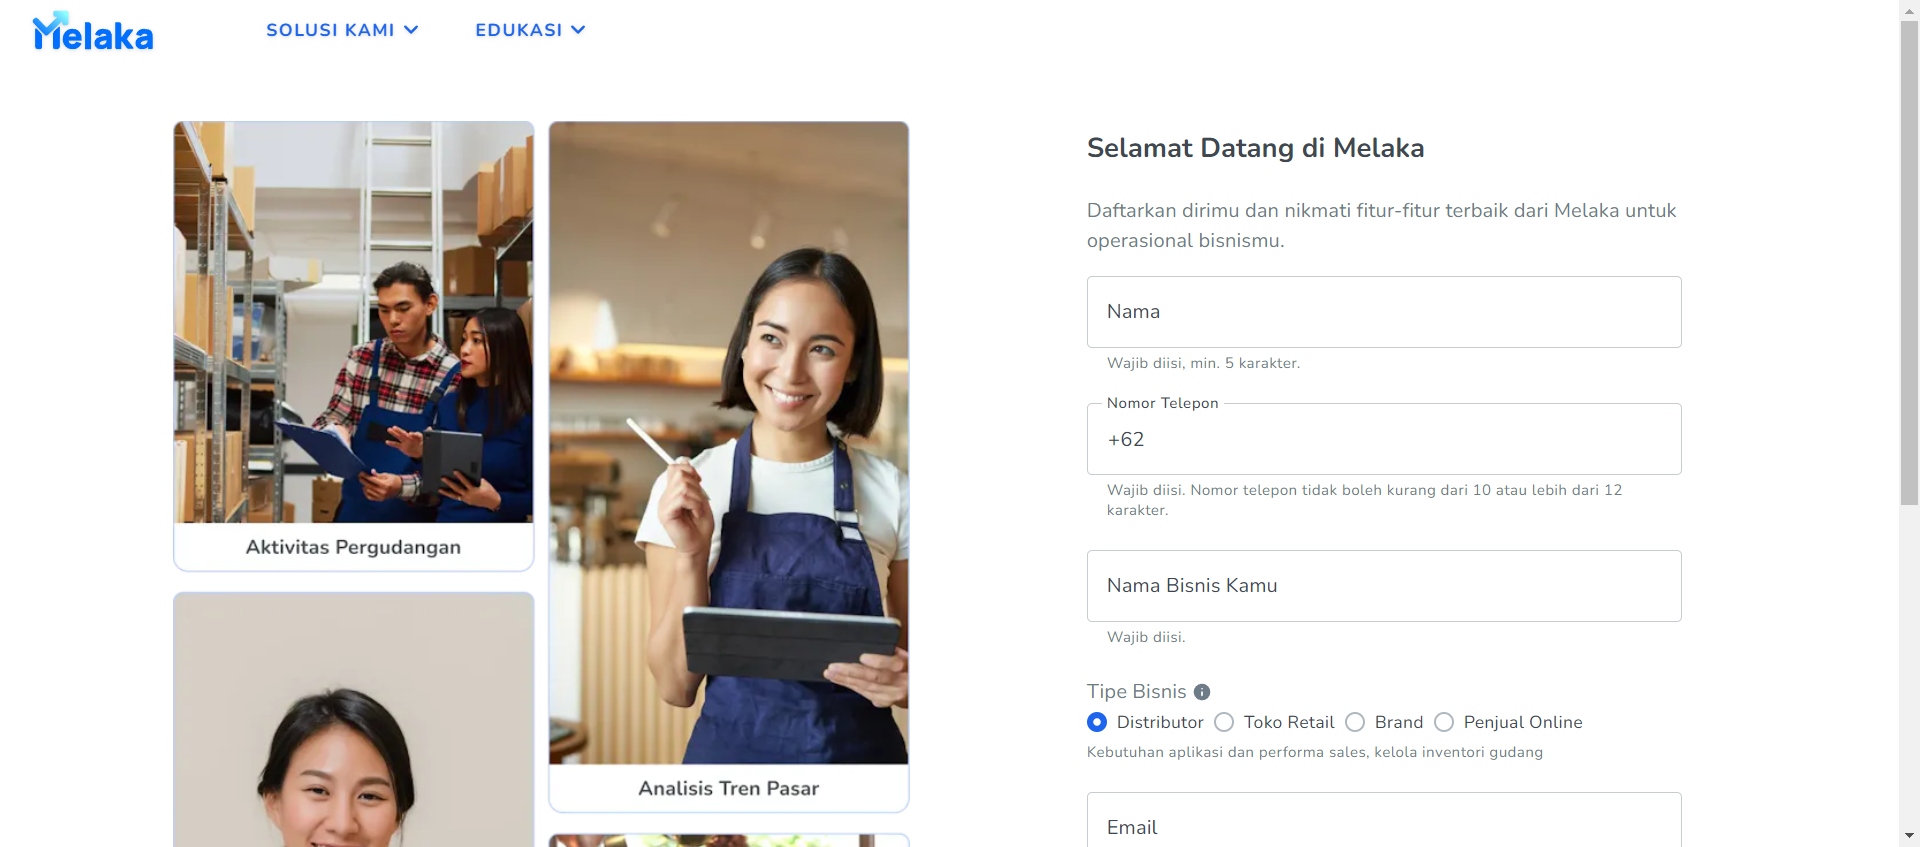 Melaka
SOLUSI KAMI
EDUKASI
Aktivitas Pergudangan
Analisis Tren Pasar
Selamat Datang di Melaka
Daftarkan dirimu dan nikmati fitur-fitur terbaik dari Melaka untuk
operasional bisnismu.
Nama
Wajib diisi, min. 5 karakter.
Nomor Telepon
+62
Wajib diisi. Nomor telepon tidak boleh kurang dari 10 atau lebih dari 12
karakter.
Nama Bisnis Kamu
Wajib diisi.
Tipe Bisnis
Distributor
Toko Retail
Brand
Penjual Online
Kebutuhan aplikasi dan performa sales, kelola inventori gudang
Email